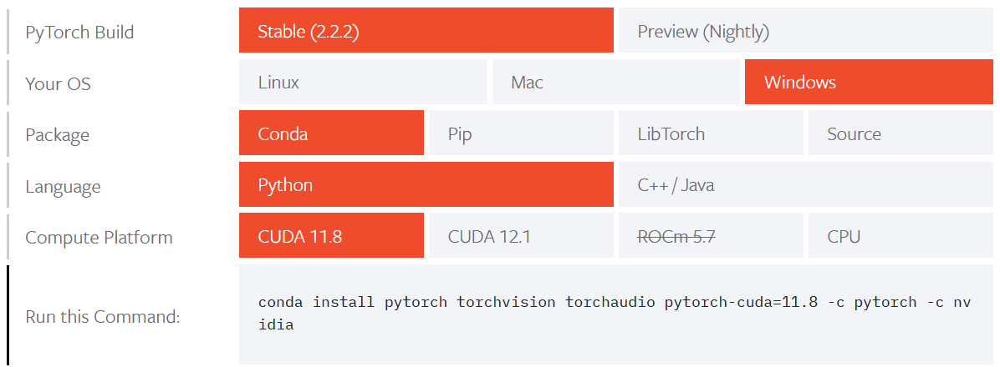 PyTorch Build Stable (2.2.2) Preview (Nightly)
Your OS Linux Mac Windows
Package Conda Pip LibTorch Source
Language Python C++ / Java
Compute Platform CUDA 11.8 CUDA 12.1 ROCm 5.7 CPU
Run this Command: conda install pytorch torchvision torchaudio pytorch-cuda=11.8 -c pytorch -c nv
idia